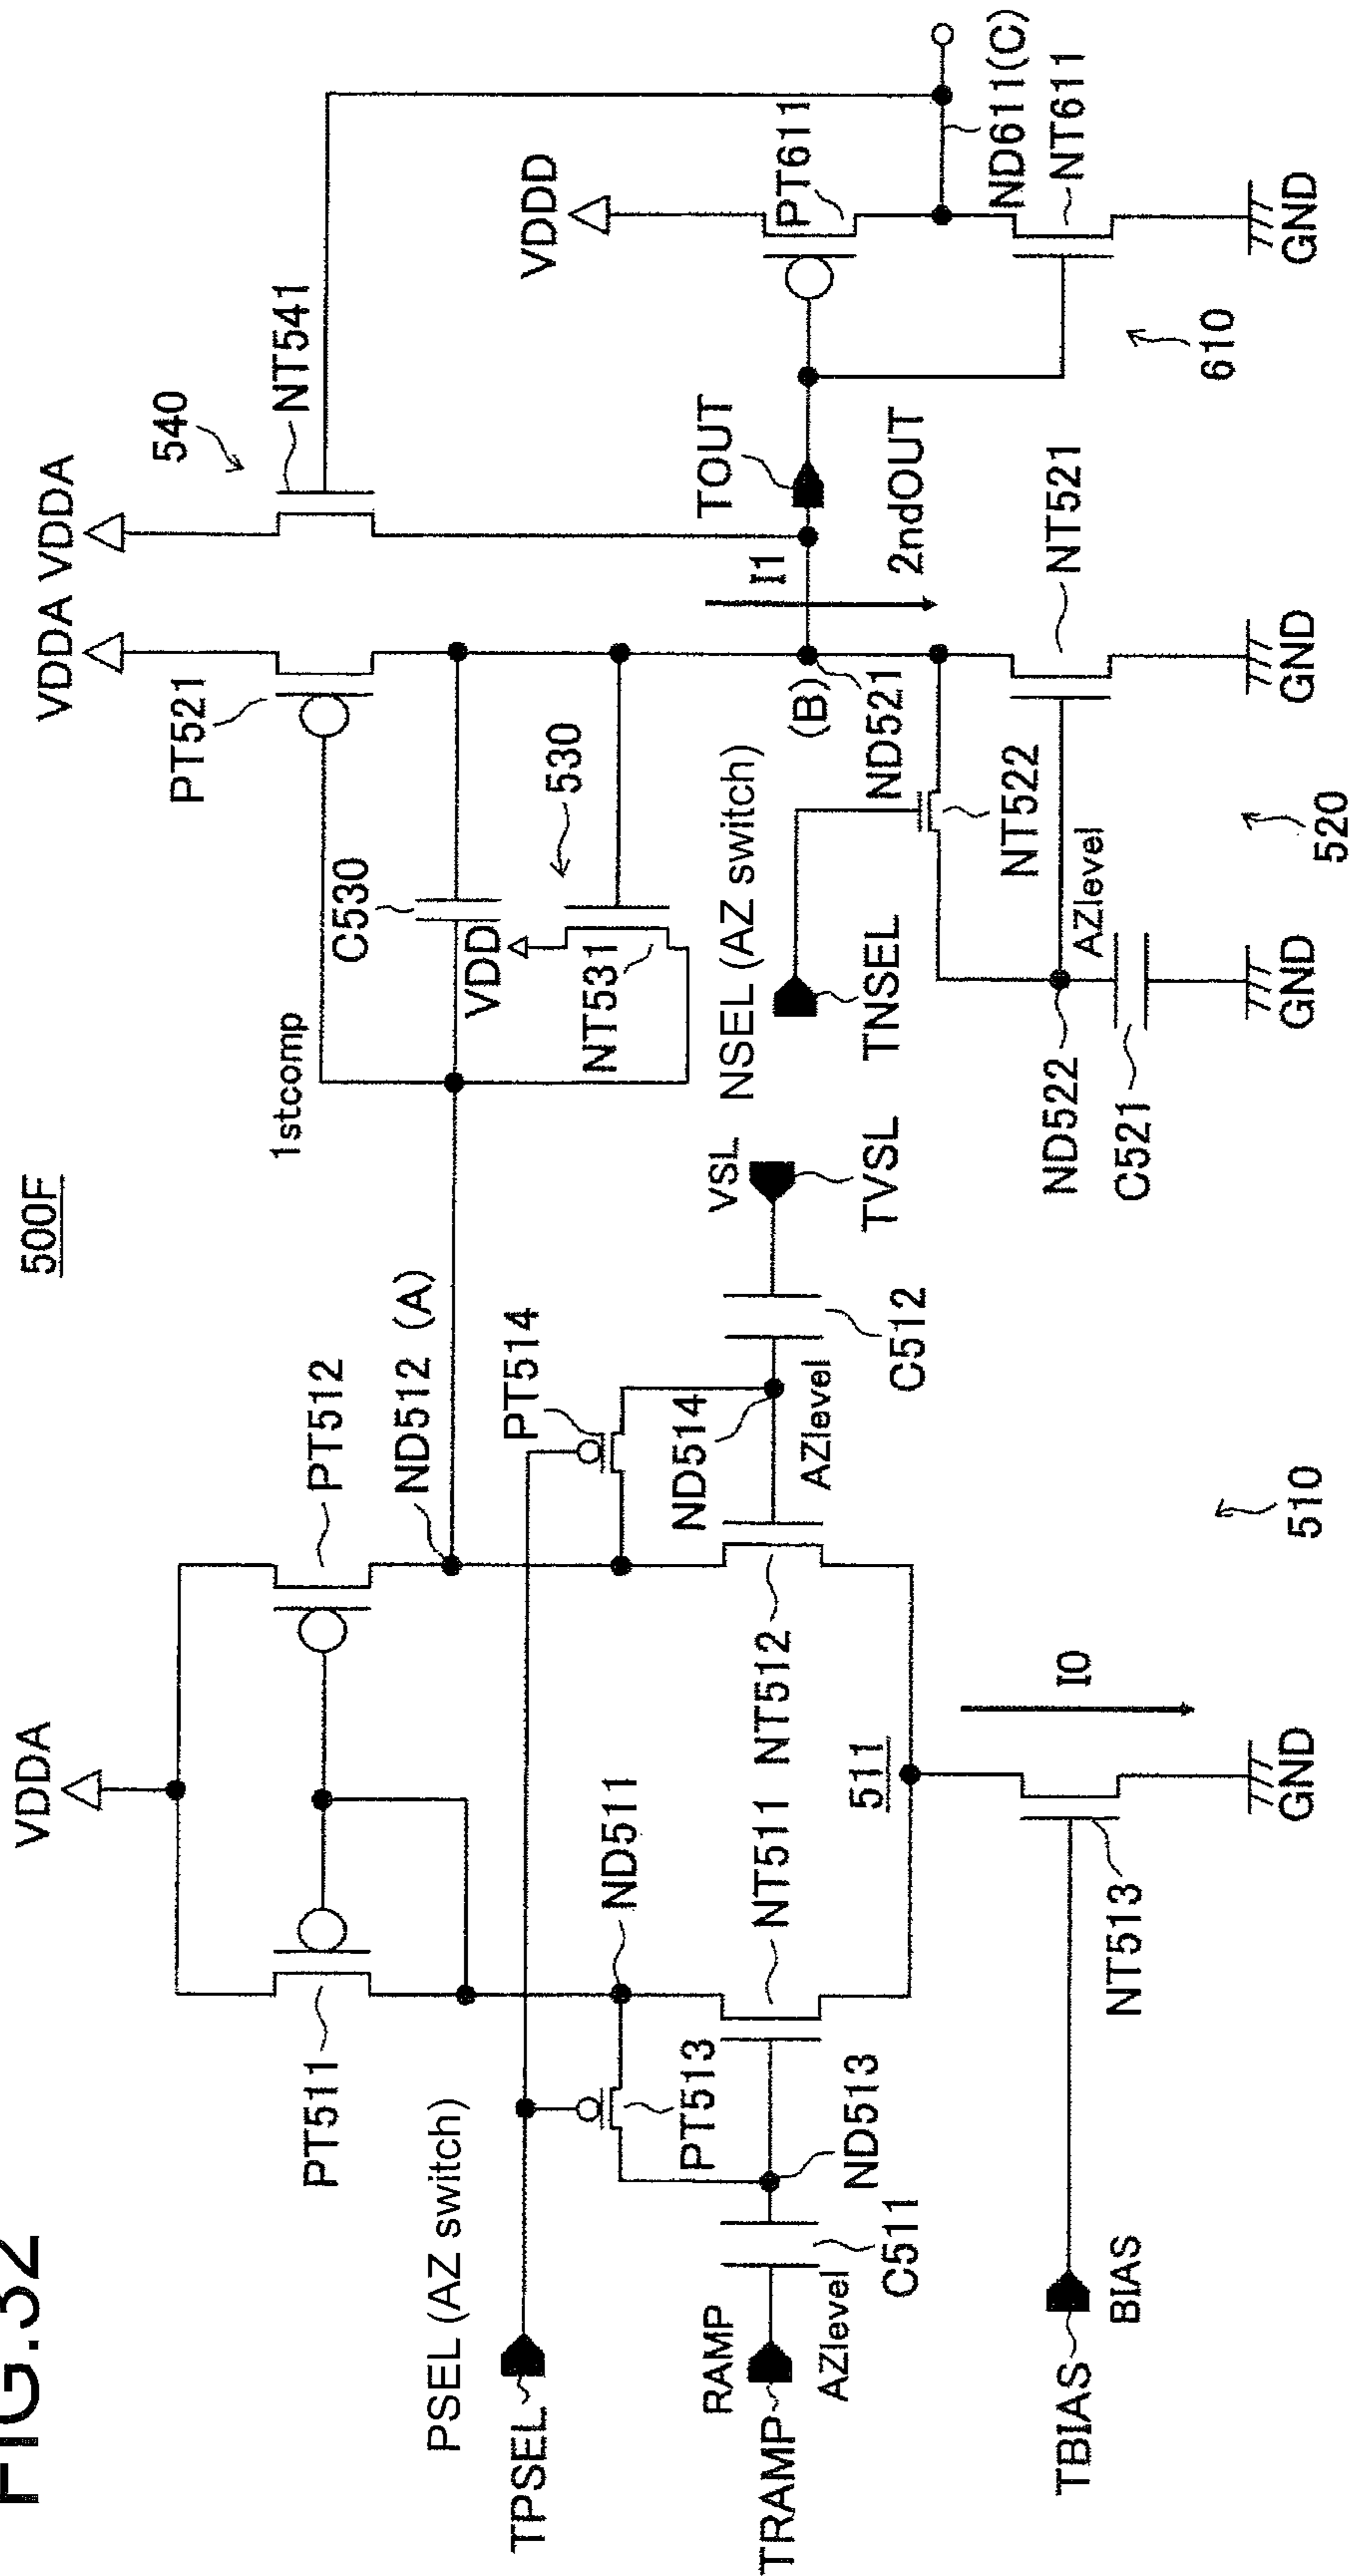 FIG.32
500F
VDDA
PT511
PT512
ND512 (A)
1stcomp
PSEL (AZ switch)
TPSEL
ND511
PT513
PT514
ND514
AZlevel
VSL
TVSL
C512
RAMP
TRAMP
AZlevel
C511
ND513
NT511
NT512
511
I0
NT513
TBIAS
BIAS
GND
510
VDDA
VDDA
PT521
540
NT541
C530
VDD
NT531
530
NSEL (AZ switch)
TNSEL
(B)
ND521
I1
TOUT
2ndOUT
NT522
ND522
AZlevel
C521
GND
NT521
GND
520
VDDD
PT611
ND611(C)
NT611
GND
610